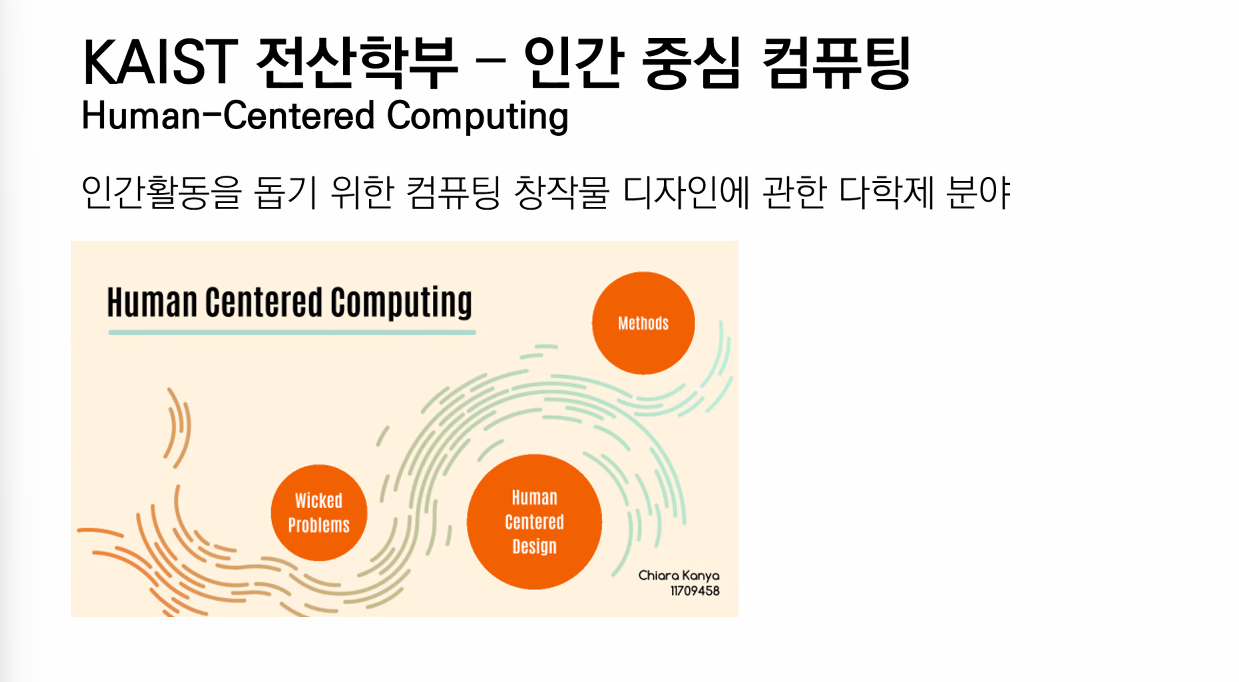 KAIST 전산학부 – 인간 중심 컴퓨팅
Human-Centered Computing
인간활동을 돕기 위한 컴퓨팅 창작물 디자인에 관한 다학제 분야
Human Centered Computing
Methods
Wicked
Problems
Human
Centered
Design
Chiara Kanya
11709458